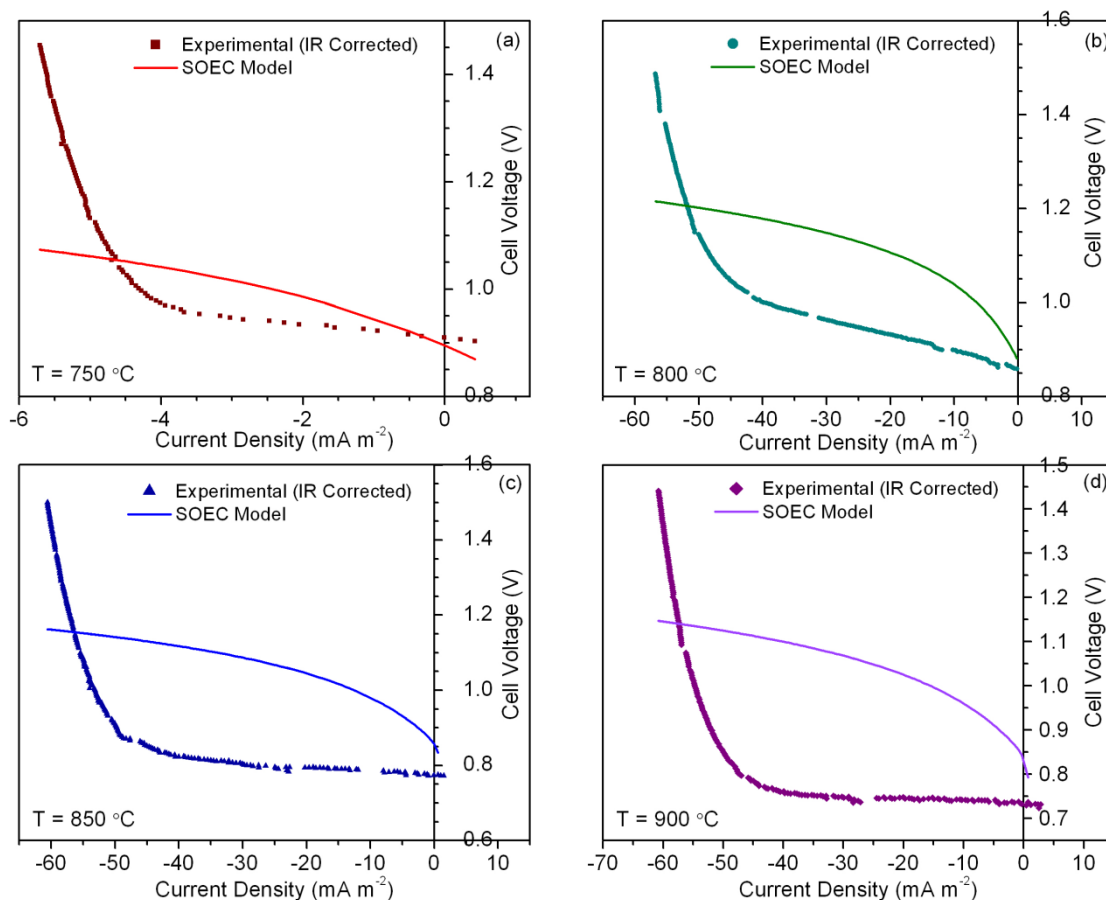 (a)
Experimental (IR Corrected)
SOEC Model
1.4
1.2
1.0
0.8
Cell Voltage (V)
T = 750 °C
-6 -4 -2 0
Current Density (mA m-2)
(b)
Experimental (IR Corrected)
SOEC Model
1.6
1.4
1.2
1.0
0.8
Cell Voltage (V)
T = 800 °C
-60 -50 -40 -30 -20 -10 0 10
Current Density (mA m-2)
(c)
Experimental (IR Corrected)
SOEC Model
1.6
1.4
1.2
1.0
0.8
0.6
Cell Voltage (V)
T = 850 °C
-60 -50 -40 -30 -20 -10 0 10
Current Density (mA m-2)
(d)
Experimental (IR Corrected)
SOEC Model
1.5
1.4
1.3
1.2
1.1
1.0
0.9
0.8
0.7
Cell Voltage (V)
T = 900 °C
-70 -60 -50 -40 -30 -20 -10 0 10
Current Density (mA m-2)